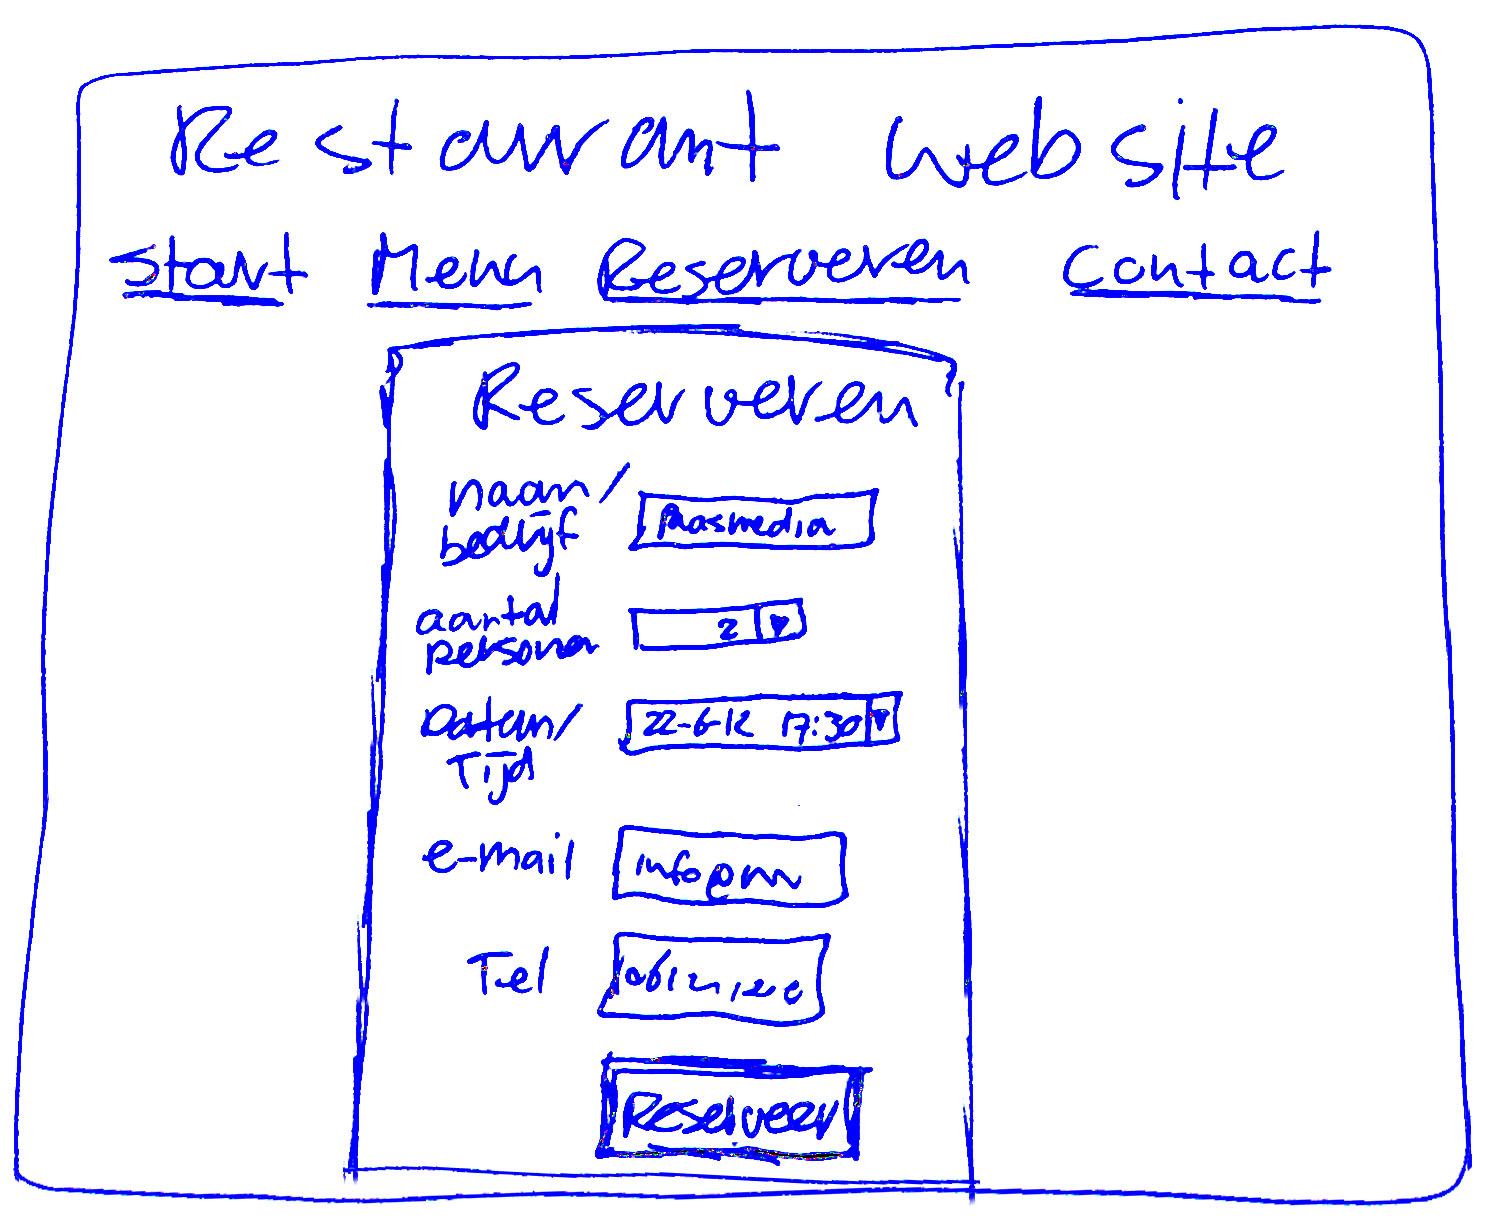 Restaurant website
Start Menu Reserveren Contact
Reserveren
naam/
bedrijf
aantal
personen
2
Datum/
Tijd
22-6-12 17:30
e-mail
Tel
Reserveer